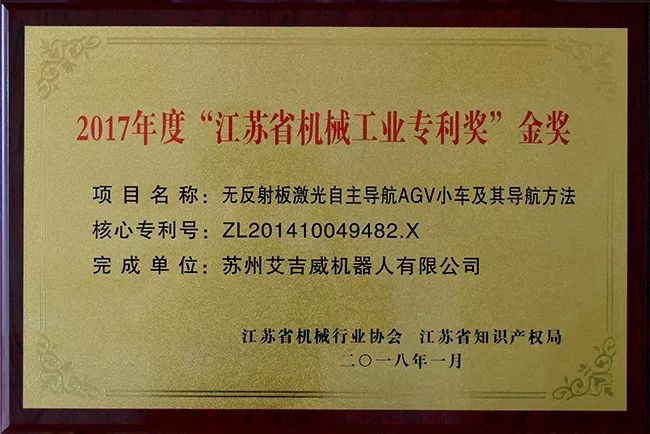 2017年度“江苏省机械工业专利奖”金奖
项目名称：无反射板激光自主导航AGV小车及其导航方法
核心专利号：ZL201410049482.X
完成单位：苏州艾吉威机器人有限公司
江苏省机械行业协会 江苏省知识产权局
二〇一八年一月